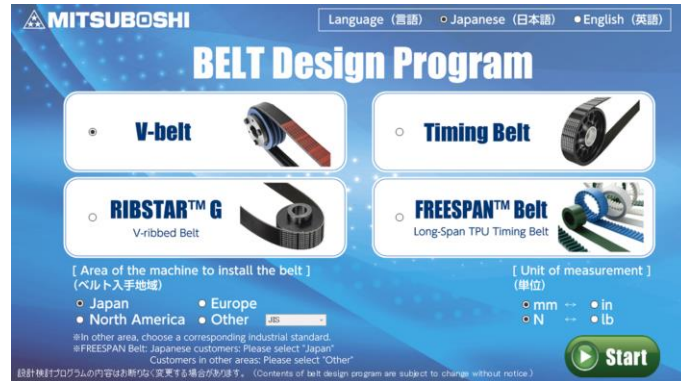 MITSUBOSHI
Language (言語) Japanese (日本語) English (英語)
BELT Design Program
V-belt
Timing Belt
RIBSTAR™ G
V-ribbed Belt
FREESPAN™ Belt
Long-Span TPU Timing Belt
[ Area of the machine to install the belt ]
(ベルト入手地域)
Japan Europe
North America Other JIS
※In other area, choose a corresponding industrial standard.
※FREESPAN Belt: Japanese customers: Please select "Japan"
Customers in other areas: Please select "Other"
[ Unit of measurement ]
(単位)
mm ↔ in
N ↔ lb
Start
設計検討プログラムの内容はお断りなく変更する場合があります。 (Contents of belt design program are subject to change without notice.)